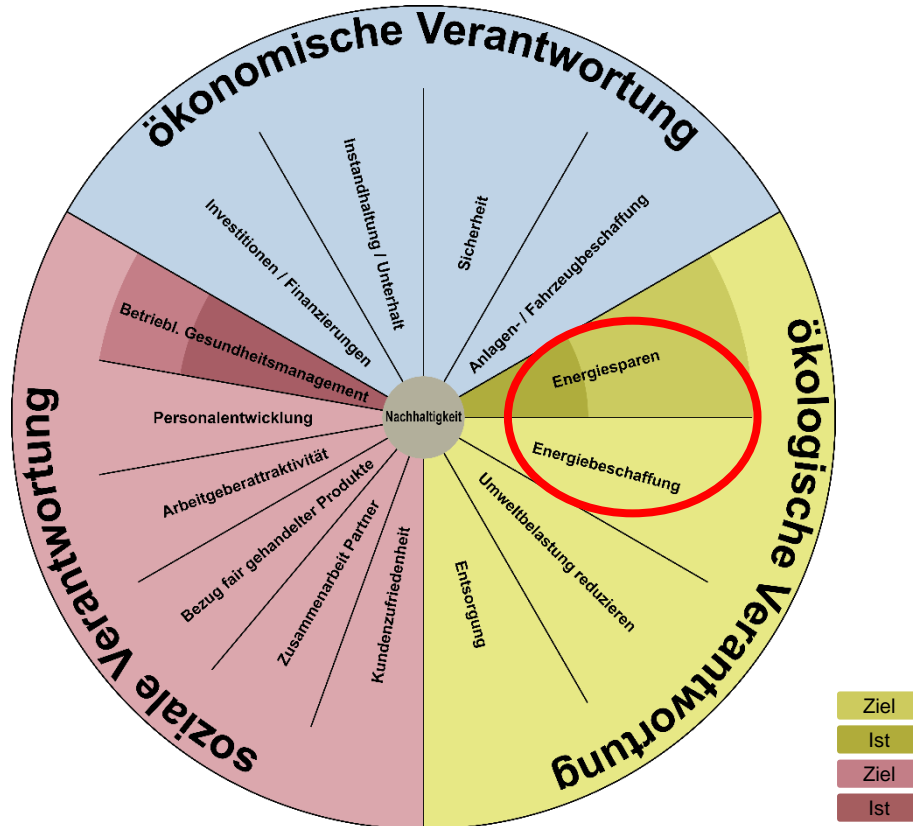 ökonomische Verantwortung
Investitionen / Finanzierungen
Instandhaltung / Unterhalt
Sicherheit
Anlagen- / Fahrzeugbeschaffung
ökologische Verantwortung
Energiesparen
Energiebeschaffung
Umweltbelastung reduzieren
Entsorgung
soziale Verantwortung
Betriebl. Gesundheitsmanagement
Personalentwicklung
Arbeitgeberattraktivität
Bezug fair gehandelter Produkte
Zusammenarbeit Partner
Kundenzufriedenheit
Nachhaltigkeit
Ziel
Ist
Ziel
Ist